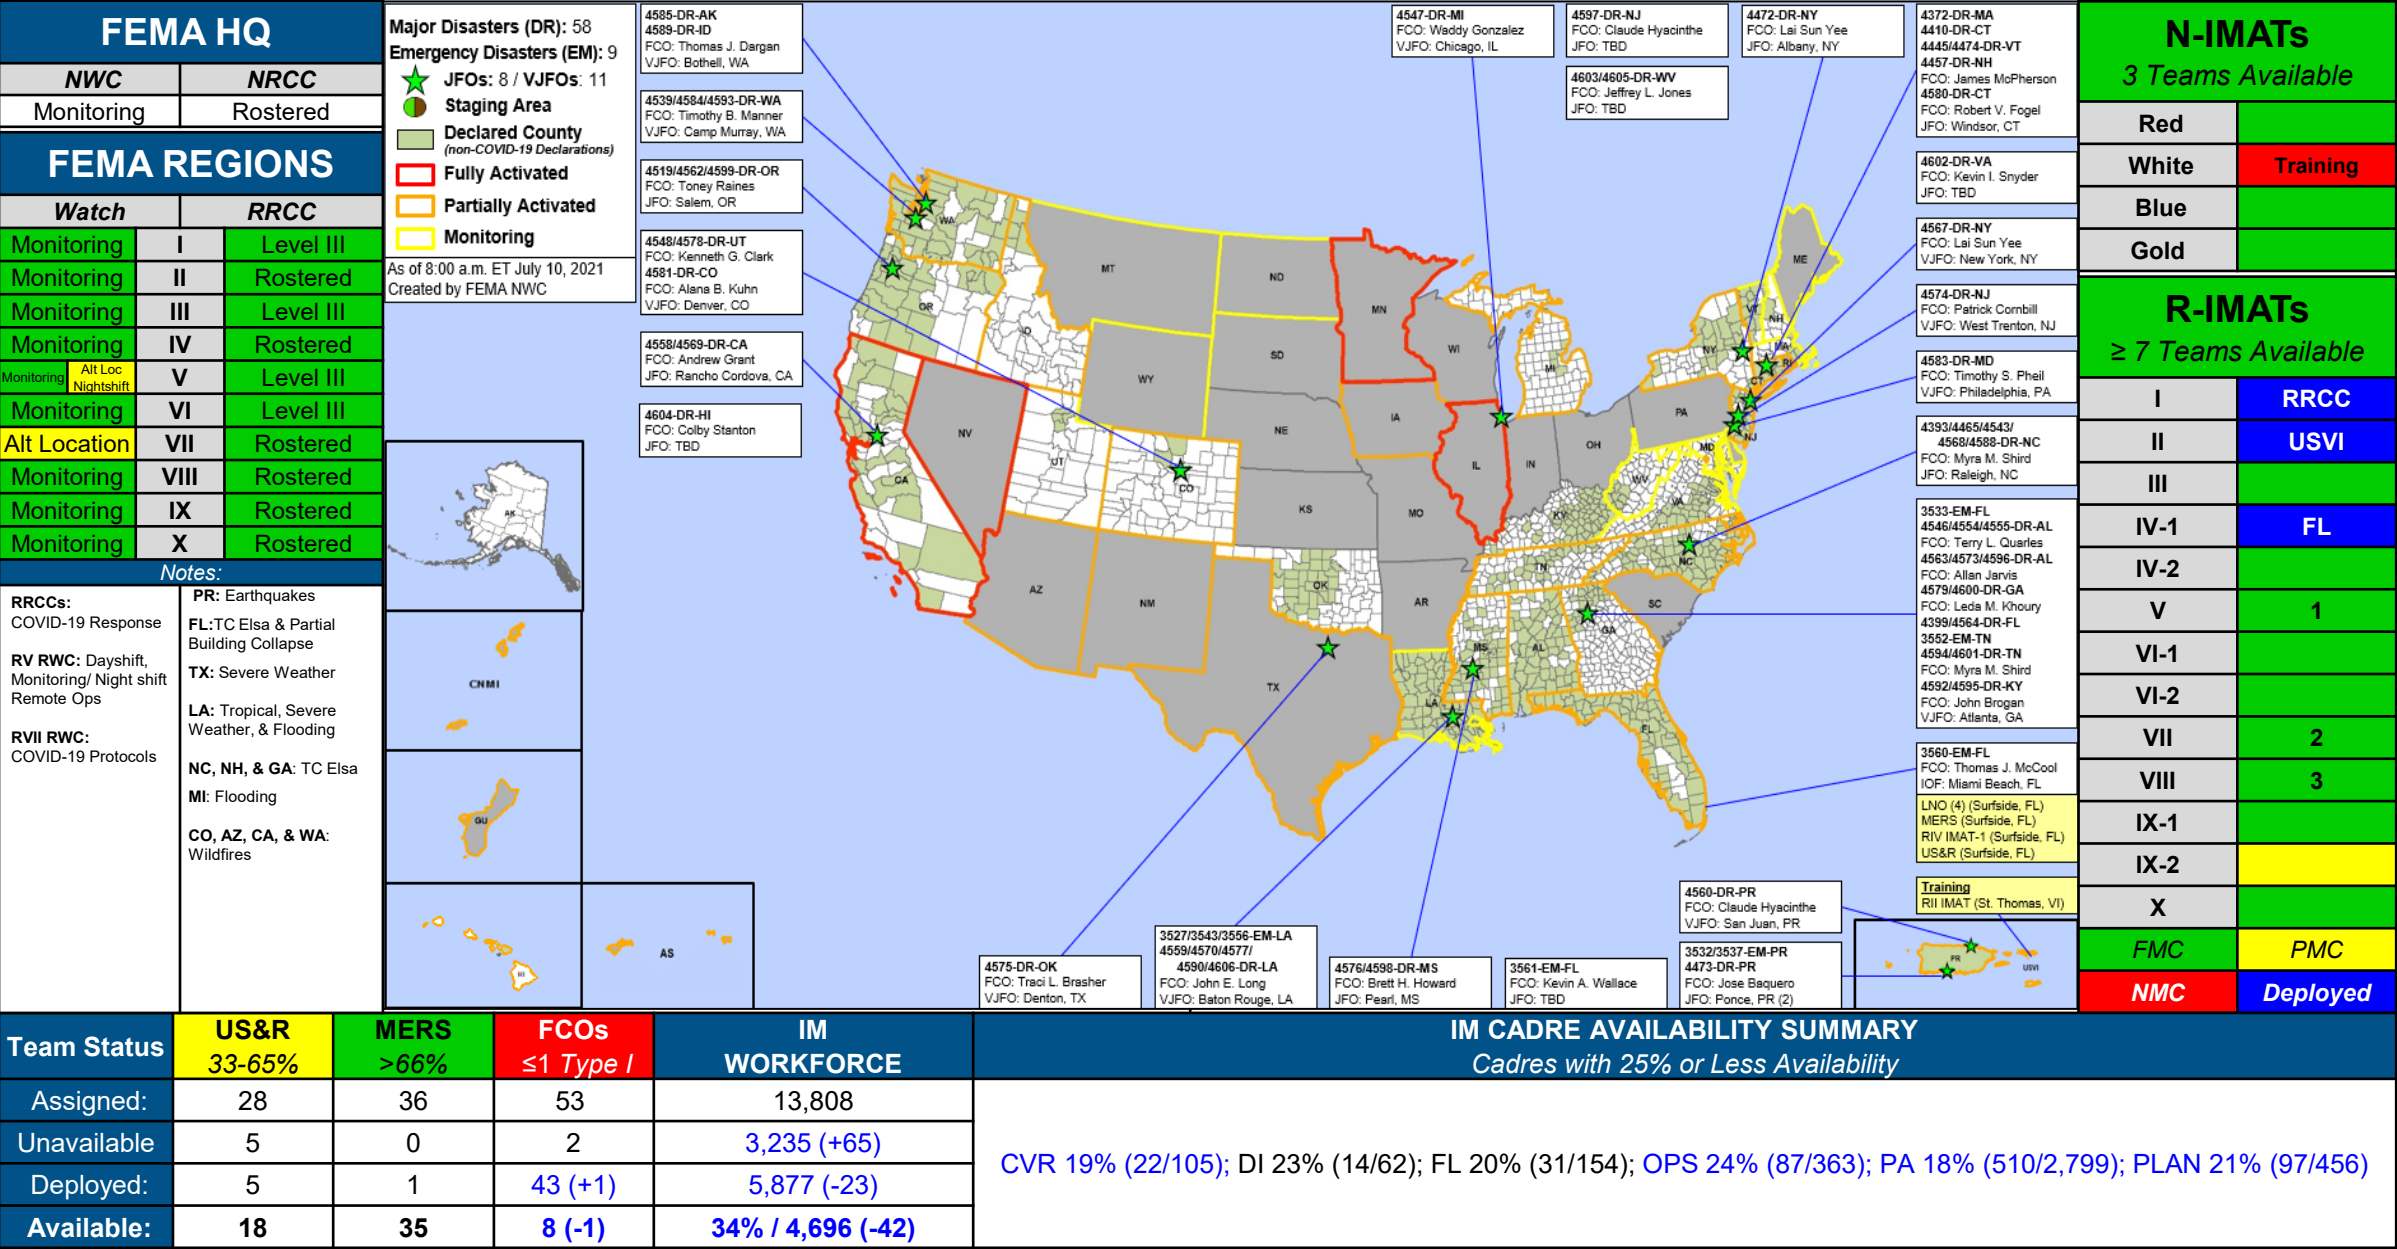 FEMA HQ
NWC NRCC
Monitoring Rostered
FEMA REGIONS
Watch RRCC
Monitoring I Level III
Monitoring II Rostered
Monitoring III Level III
Monitoring IV Rostered
Monitoring Alt Loc Nightshift V Level III
Monitoring VI Level III
Alt Location VII Rostered
Monitoring VIII Rostered
Monitoring IX Rostered
Monitoring X Rostered
Notes:
RRCCs:
COVID-19 Response
RV RWC: Dayshift,
Monitoring/ Night shift
Remote Ops
RVII RWC:
COVID-19 Protocols
PR: Earthquakes
FL:TC Elsa & Partial
Building Collapse
TX: Severe Weather
LA: Tropical, Severe
Weather, & Flooding
NC, NH, & GA: TC Elsa
MI: Flooding
CO, AZ, CA, & WA:
Wildfires
Major Disasters (DR): 58
Emergency Disasters (EM): 9
JFOs: 8 / VJFOs: 11
Staging Area
Declared County
(non-COVID-19 Declarations)
Fully Activated
Partially Activated
Monitoring
As of 8:00 a.m. ET July 10, 2021
Created by FEMA NWC
4585-DR-AK
4589-DR-ID
FCO: Thomas J. Dargan
VJFO: Bothell, WA
4539/4584/4593-DR-WA
FCO: Timothy B. Manner
VJFO: Camp Murray, WA
4519/4562/4599-DR-OR
FCO: Toney Raines
JFO: Salem, OR
4548/4578-DR-UT
FCO: Kenneth G. Clark
4581-DR-CO
FCO: Alana B. Kuhn
VJFO: Denver, CO
4558/4569-DR-CA
FCO: Andrew Grant
JFO: Rancho Cordova, CA
4604-DR-HI
FCO: Colby Stanton
JFO: TBD
4547-DR-MI
FCO: Waddy Gonzalez
VJFO: Chicago, IL
4597-DR-NJ
FCO: Claude Hyacinthe
JFO: TBD
4603/4605-DR-WV
FCO: Jeffrey L. Jones
JFO: TBD
4472-DR-NY
FCO: Lai Sun Yee
JFO: Albany, NY
4372-DR-MA
4410-DR-CT
4445/4474-DR-VT
4457-DR-NH
FCO: James McPherson
4580-DR-CT
FCO: Robert V. Fogel
JFO: Windsor, CT
4602-DR-VA
FCO: Kevin I. Snyder
JFO: TBD
4567-DR-NY
FCO: Lai Sun Yee
VJFO: New York, NY
4574-DR-NJ
FCO: Patrick Cornbill
VJFO: West Trenton, NJ
4583-DR-MD
FCO: Timothy S. Pheil
VJFO: Philadelphia, PA
4393/4465/4543/
4568/4588-DR-NC
FCO: Myra M. Shird
JFO: Raleigh, NC
3533-EM-FL
4546/4554/4555-DR-AL
FCO: Terry L. Quarles
4563/4573/4596-DR-AL
FCO: Allan Jarvis
4579/4600-DR-GA
FCO: Leda M. Khoury
4399/4564-DR-FL
3552-EM-TN
4594/4601-DR-TN
FCO: Myra M. Shird
4592/4595-DR-KY
FCO: John Brogan
VJFO: Atlanta, GA
3560-EM-FL
FCO: Thomas J. McCool
IOF: Miami Beach, FL
LNO (4) (Surfside, FL)
MERS (Surfside, FL)
RIV IMAT-1 (Surfside, FL)
US&R (Surfside, FL)
Training
RII IMAT (St. Thomas, VI)
4560-DR-PR
FCO: Claude Hyacinthe
VJFO: San Juan, PR
3532/3537-EM-PR
4473-DR-PR
FCO: Jose Baquero
JFO: Ponce, PR (2)
3561-EM-FL
FCO: Kevin A. Wallace
JFO: TBD
4576/4598-DR-MS
FCO: Brett H. Howard
JFO: Pearl, MS
3527/3543/3556-EM-LA
4559/4570/4577/
4590/4606-DR-LA
FCO: John E. Long
VJFO: Baton Rouge, LA
4575-DR-OK
FCO: Traci L. Brasher
VJFO: Denton, TX
WA
MT
ND
MN
ME
OR
ID
SD
WI
VT
NH
NY
MA
RI
CT
MI
WY
IA
PA
NJ
NV
NE
OH
MD
UT
CO
IL
IN
WV
VA
CA
KS
MO
KY
AZ
NM
OK
AR
TN
NC
SC
TX
LA
MS
AL
GA
FL
AK
CNMI
GU
HI
AS
PR
USVI
N-IMATs
3 Teams Available
Red
White Training
Blue
Gold
R-IMATs
≥ 7 Teams Available
I RRCC
II USVI
III
IV-1 FL
IV-2
V 1
VI-1
VI-2
VII 2
VIII 3
IX-1
IX-2
X
FMC PMC
NMC Deployed
Team Status US&R 33-65% MERS >66% FCOs ≤1 Type I IM WORKFORCE
Assigned: 28 36 53 13,808
Unavailable 5 0 2 3,235 (+65)
Deployed: 5 1 43 (+1) 5,877 (-23)
Available: 18 35 8 (-1) 34% / 4,696 (-42)
IM CADRE AVAILABILITY SUMMARY
Cadres with 25% or Less Availability
CVR 19% (22/105); DI 23% (14/62); FL 20% (31/154); OPS 24% (87/363); PA 18% (510/2,799); PLAN 21% (97/456)